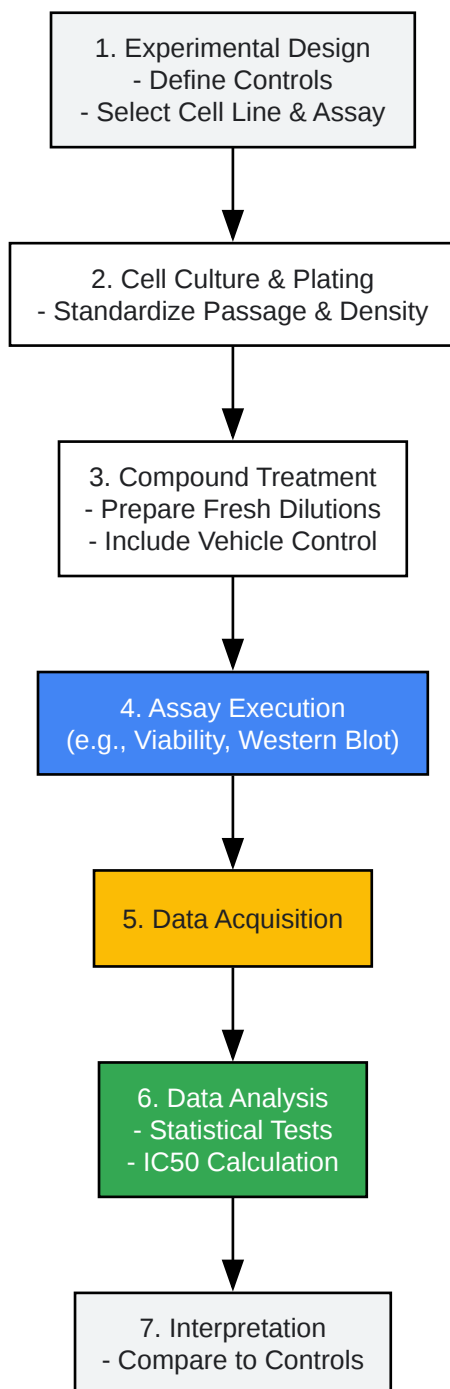 1. Experimental Design
- Define Controls
- Select Cell Line & Assay
2. Cell Culture & Plating
- Standardize Passage & Density
3. Compound Treatment
- Prepare Fresh Dilutions
- Include Vehicle Control
4. Assay Execution
(e.g., Viability, Western Blot)
5. Data Acquisition
6. Data Analysis
- Statistical Tests
- IC50 Calculation
7. Interpretation
- Compare to Controls